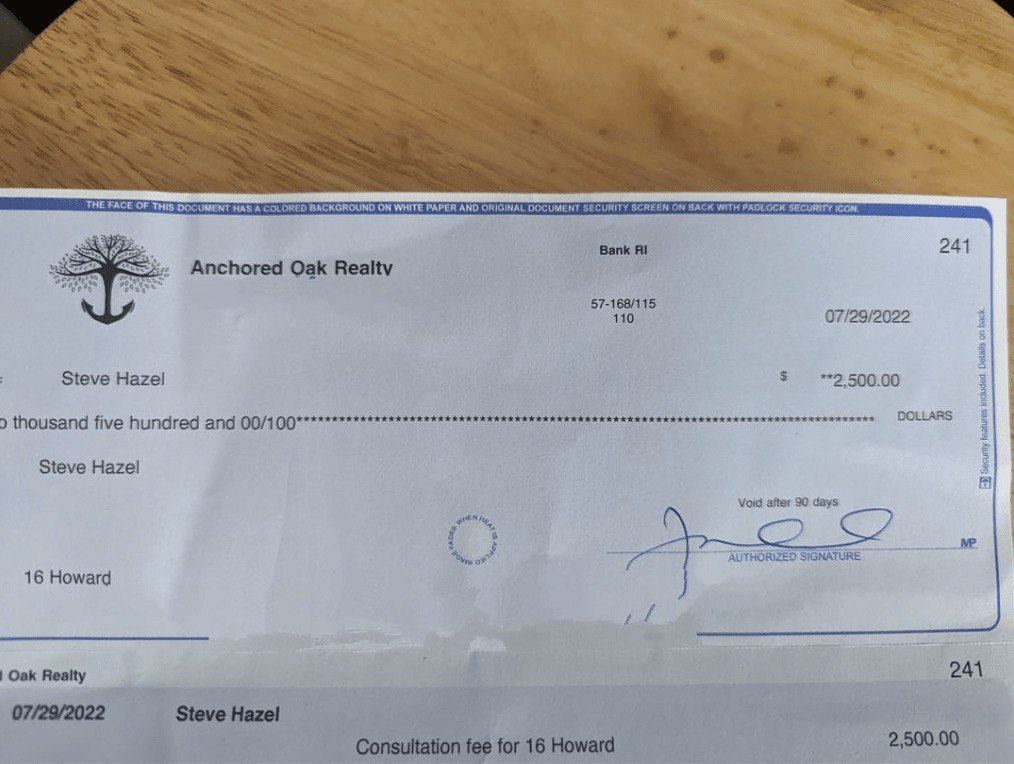 THE FACE OF THIS DOCUMENT HAS A COLORED BACKGROUND ON WHITE PAPER AND ORIGINAL DOCUMENT SECURITY SCREEN ON BACK WITH PADLOCK SECURITY ICON.
Anchored Oak Realty
Bank RI
241
57-168/115
110
07/29/2022
Steve Hazel
$ **2,500.00
o thousand five hundred and 00/100****************************************************************************************** DOLLARS
Steve Hazel
Security features included. Details on back.
Void after 90 days
IMAGE FADES WHEN HEAT IS APPLIED
MP
AUTHORIZED SIGNATURE
16 Howard
d Oak Realty
241
07/29/2022 Steve Hazel
Consultation fee for 16 Howard 2,500.00